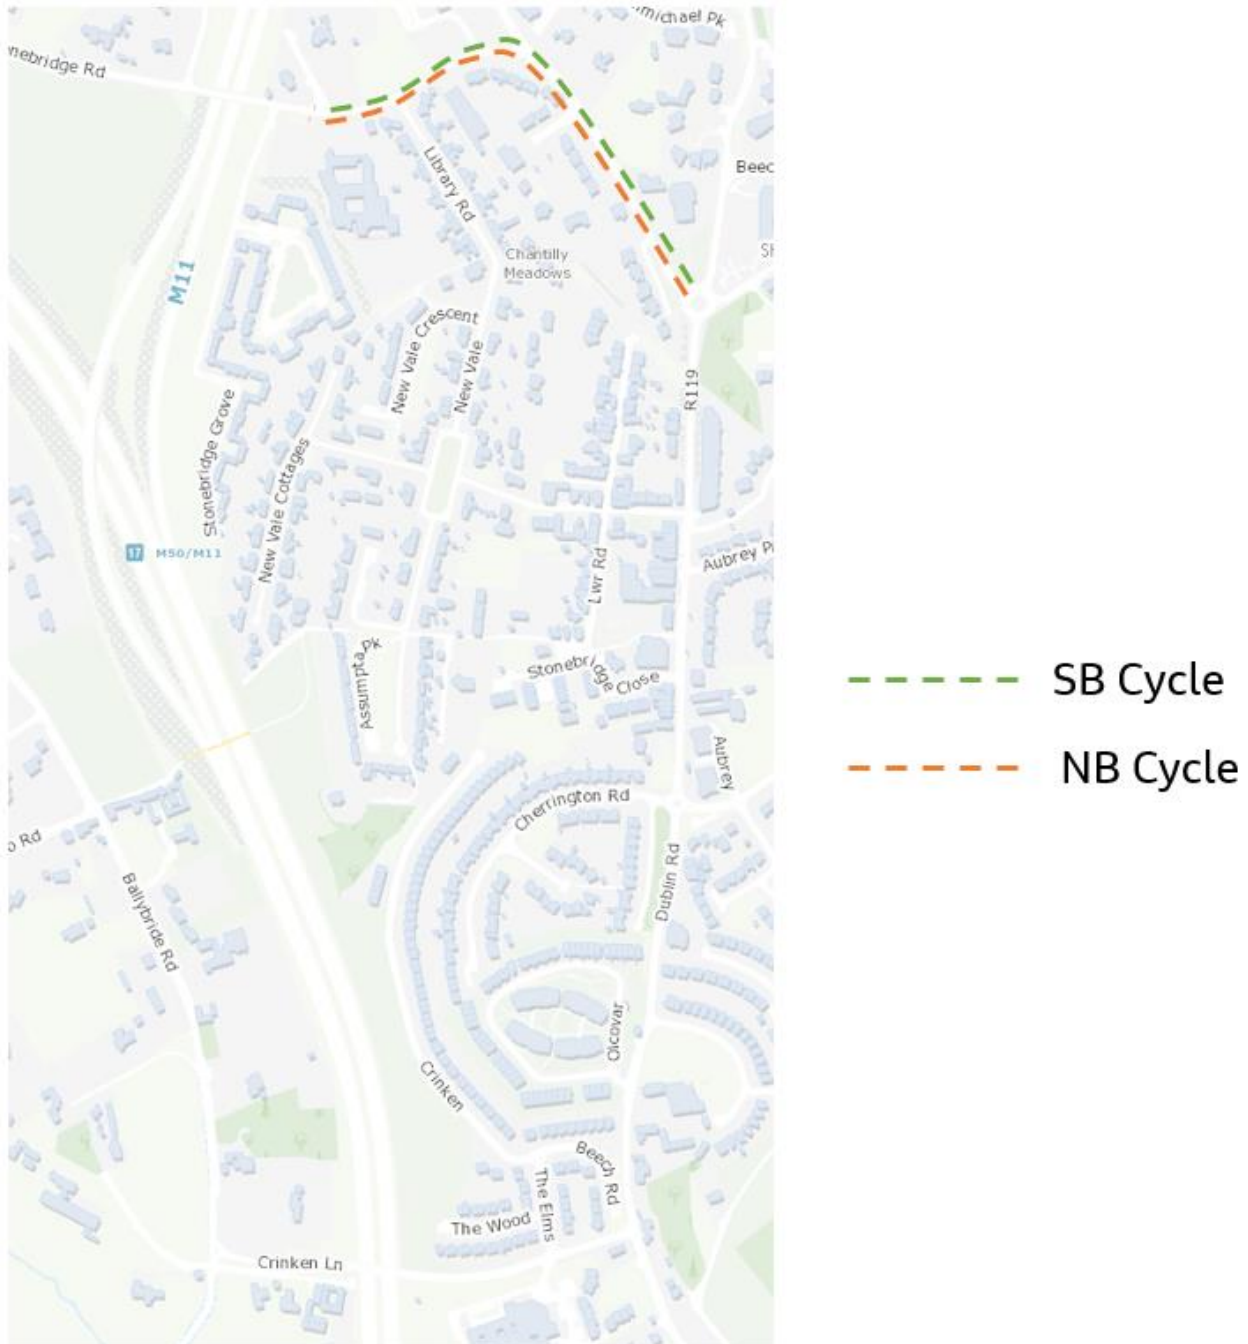 michael Pk
nebridge Rd
Beec
Library Rd
M11
Chantilly
Meadows
New Vale Crescent
New Vale
R119
Stonebridge Grove
New Vale Cottages
17 M50/M11
Lwr Rd
Aubrey P
Stonebridge Close
Assumpta Pk
SB Cycle
Aubrey
NB Cycle
Cherrington Rd
o Rd
Dublin Rd
Ballybride Rd
Olcovar
Crinken
Beech Rd
The Elms
The Wood
Crinken Ln